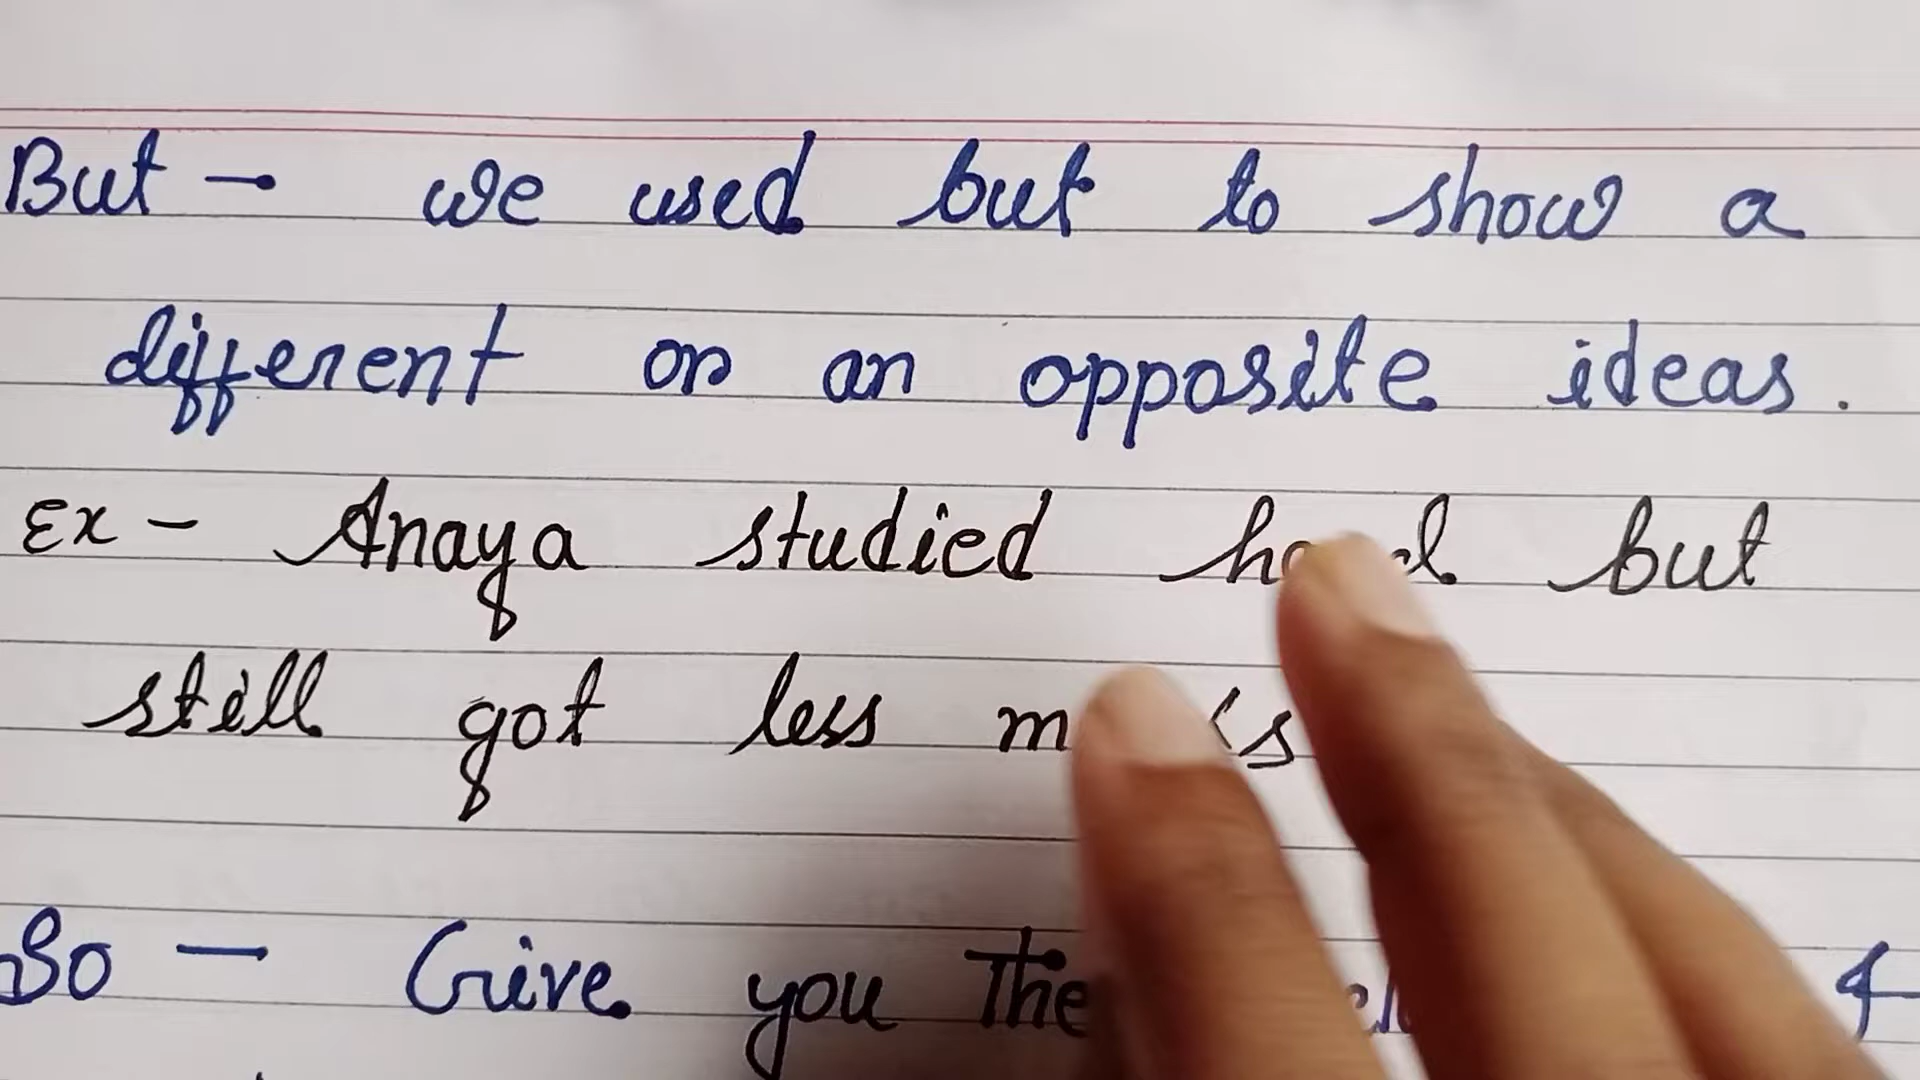 But - we used but to show a
different or an opposite ideas.
Ex - Anaya studied but
still got less
So - Give you The